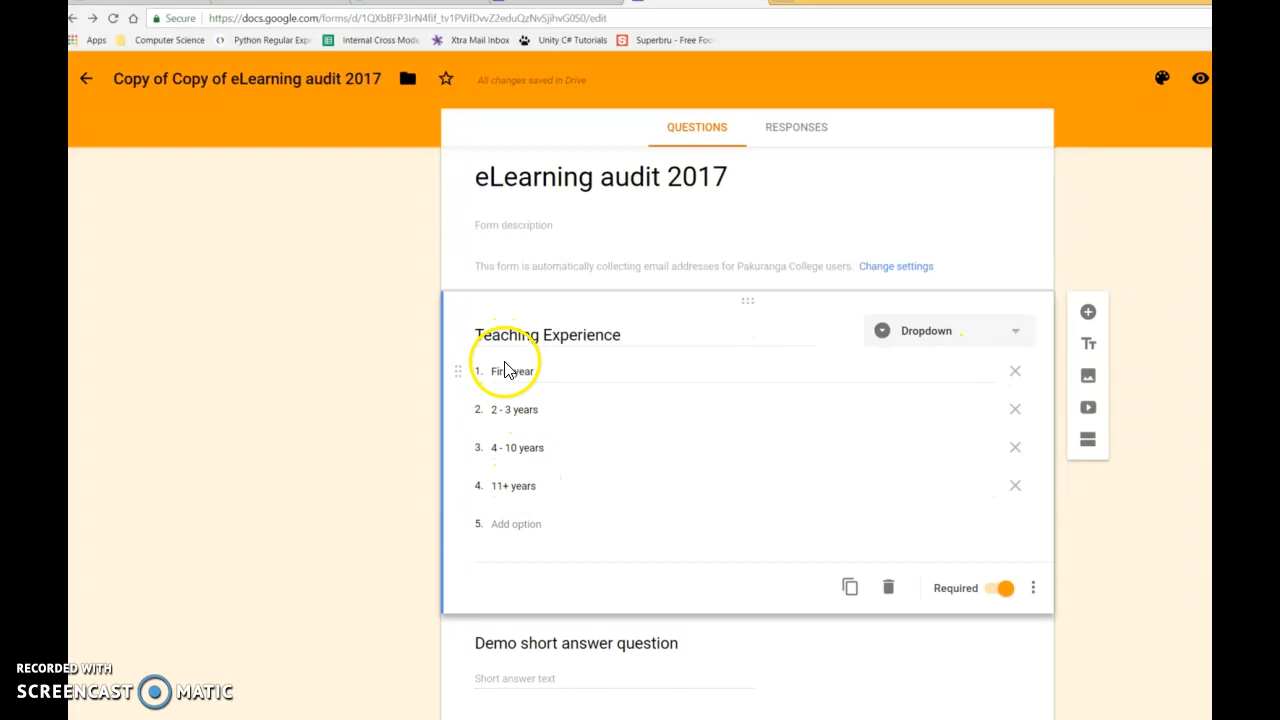 Secure https://docs.google.com/forms/d/1QXbBFP3IrN4fif_tv1PVifDvvZ2eduQzNvSjihvG0S0/edit
Apps Computer Science Python Regular Exp Internal Cross Mode Xtra Mail Inbox Unity C# Tutorials Superbru - Free Foo
Copy of Copy of eLearning audit 2017 All changes saved in Drive
QUESTIONS RESPONSES
eLearning audit 2017
Form description
This form is automatically collecting email addresses for Pakuranga College users. Change settings
Teaching Experience Dropdown
1. First year
2. 2 - 3 years
3. 4 - 10 years
4. 11+ years
5. Add option
Required
Demo short answer question
Short answer text
RECORDED WITH
SCREENCAST MATIC